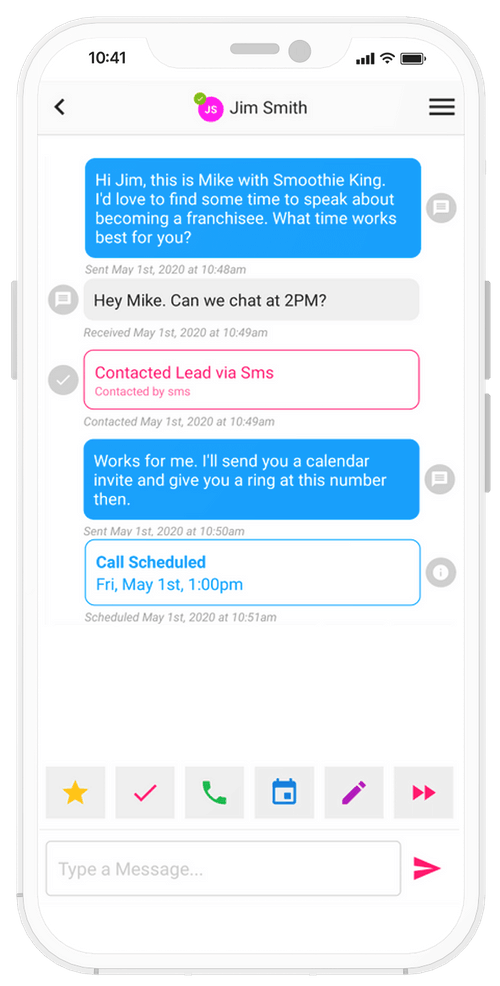 10:41
JS
Jim Smith
Hi Jim, this is Mike with Smoothie King.
I'd love to find some time to speak about
becoming a franchisee. What time works
best for you?
Sent May 1st, 2020 at 10:48am
Hey Mike. Can we chat at 2PM?
Received May 1st, 2020 at 10:49am
Contacted Lead via Sms
Contacted by sms
Contacted May 1st, 2020 at 10:49am
Works for me. I'll send you a calendar
invite and give you a ring at this number
then.
Sent May 1st, 2020 at 10:50am
Call Scheduled
Fri, May 1st, 1:00pm
Scheduled May 1st, 2020 at 10:51am
Type a Message...